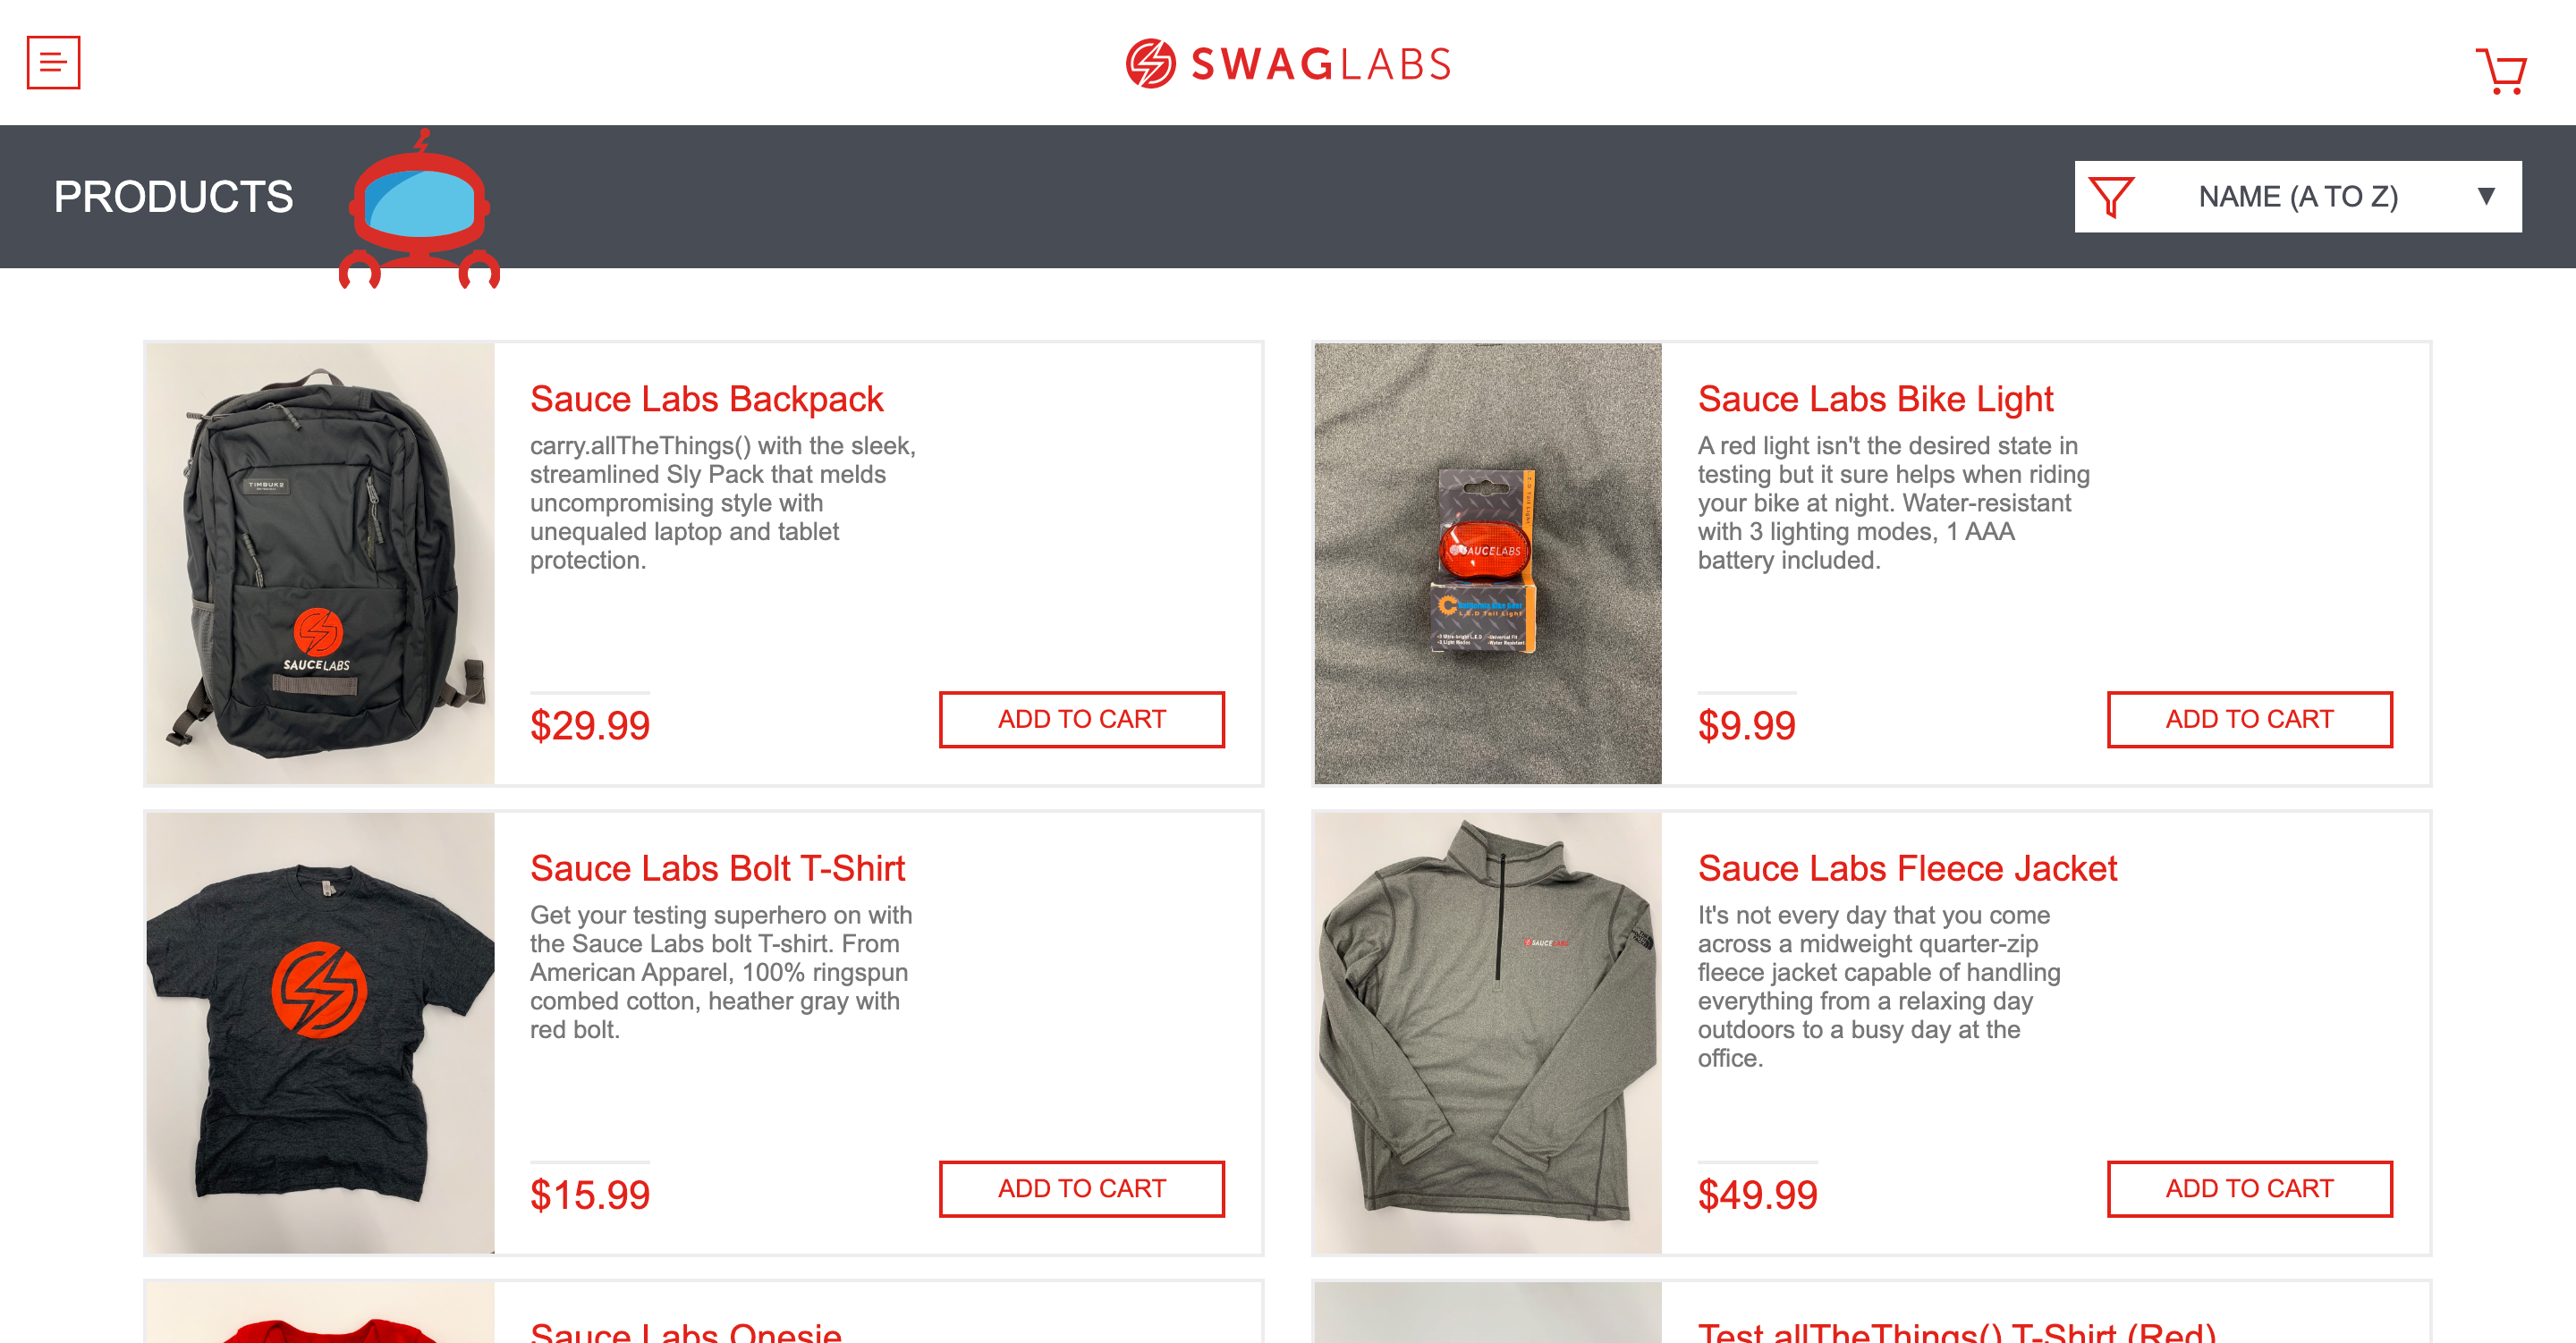 SWAGLABS
PRODUCTS
NAME (A TO Z)
Sauce Labs Backpack
carry.allTheThings() with the sleek,
streamlined Sly Pack that melds
uncompromising style with
unequaled laptop and tablet
protection.
$29.99
ADD TO CART
TIMBUK2
SAUCELABS
Sauce Labs Bike Light
A red light isn't the desired state in
testing but it sure helps when riding
your bike at night. Water-resistant
with 3 lighting modes, 1 AAA
battery included.
$9.99
ADD TO CART
SAUCELABS
L.E.D Tail Light
Sauce Labs Bolt T-Shirt
Get your testing superhero on with
the Sauce Labs bolt T-shirt. From
American Apparel, 100% ringspun
combed cotton, heather gray with
red bolt.
$15.99
ADD TO CART
Sauce Labs Fleece Jacket
It's not every day that you come
across a midweight quarter-zip
fleece jacket capable of handling
everything from a relaxing day
outdoors to a busy day at the
office.
$49.99
ADD TO CART
SAUCELABS
Sauce Labs Onesie
Test.allTheThings() T-Shirt (Red)